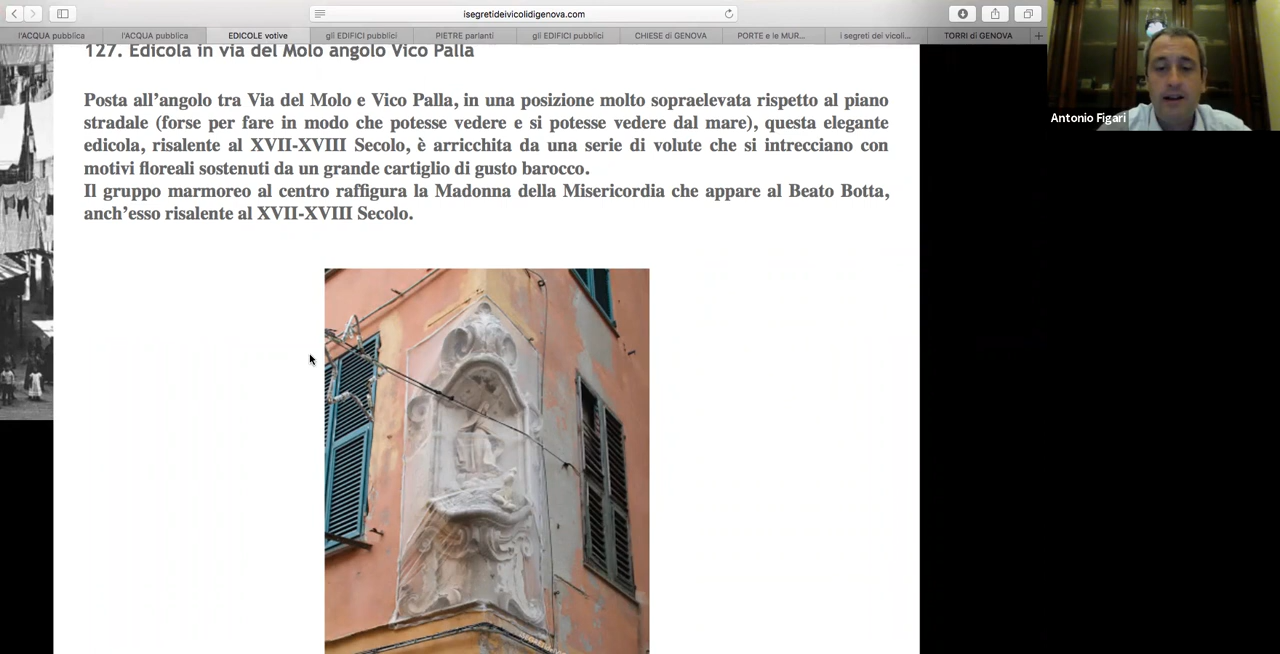 isegretideivicolidigenova.com
l'ACQUA pubblica
l'ACQUA pubblica
EDICOLE votive
gli EDIFICI pubblici
PIETRE parlanti
gli EDIFICI pubblici
CHIESE di GENOVA
PORTE e le MUR...
i segreti dei vicoli...
TORRI di GENOVA
127. Edicola in via del Molo angolo Vico Palla
Posta all'angolo tra Via del Molo e Vico Palla, in una posizione molto sopraelevata rispetto al piano
stradale (forse per fare in modo che potesse vedere e si potesse vedere dal mare), questa elegante
edicola, risalente al XVII-XVIII Secolo, è arricchita da una serie di volute che si intrecciano con
motivi floreali sostenuti da un grande cartiglio di gusto barocco.
Il gruppo marmoreo al centro raffigura la Madonna della Misericordia che appare al Beato Botta,
anch'esso risalente al XVII-XVIII Secolo.
Antonio Figari